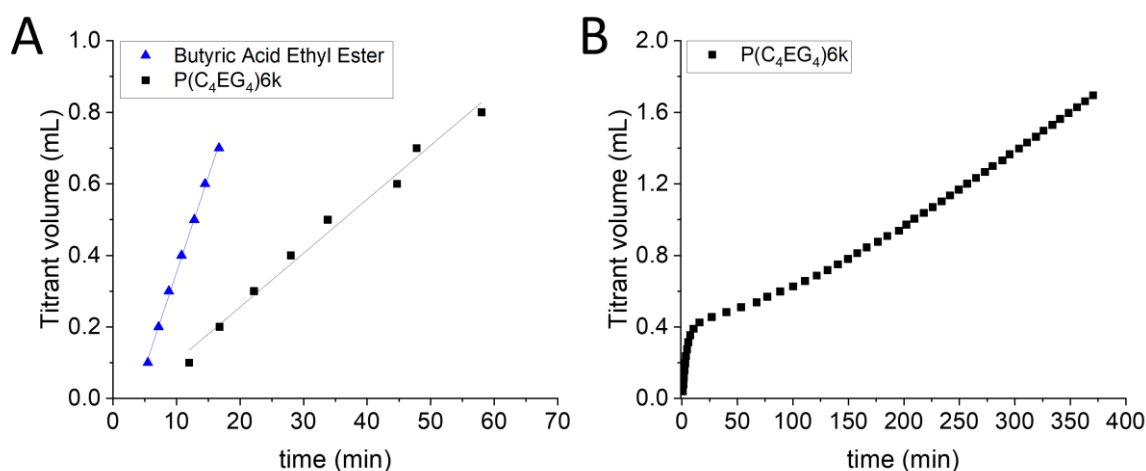 A
Butyric Acid Ethyl Ester
P(C₄EG₄)6k
Titrant volume (mL)
1.0
0.8
0.6
0.4
0.2
0.0
0 10 20 30 40 50 60 70
time (min)
B
P(C₄EG₄)6k
Titrant volume (mL)
2.0
1.6
1.2
0.8
0.4
0.0
0 50 100 150 200 250 300 350 400
time (min)